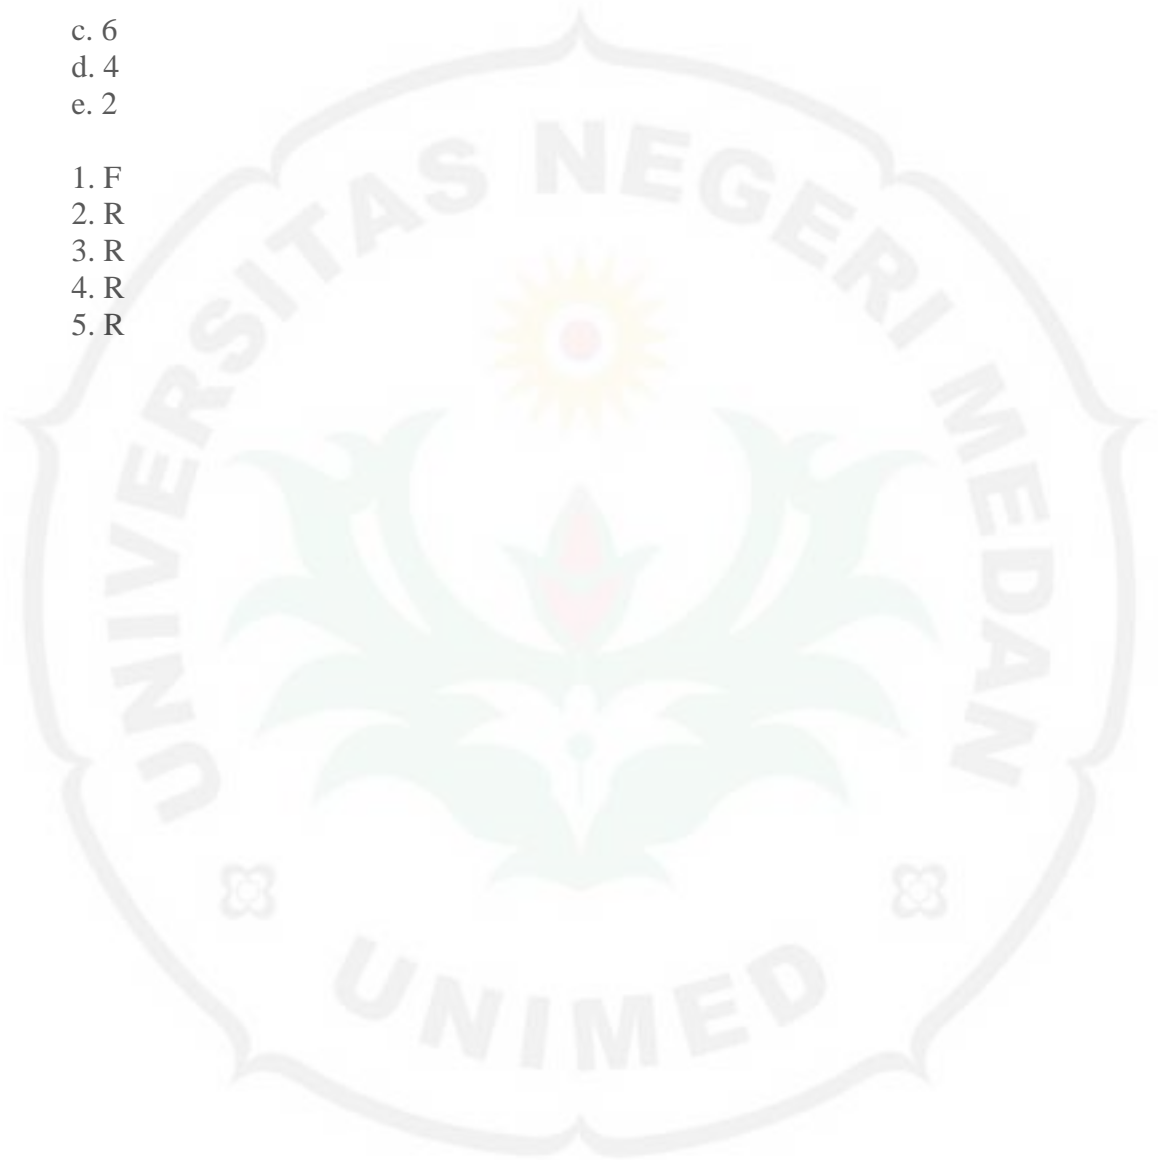 c. 6
d. 4
e. 2
1. F
2. R
3. R
4. R
5. R
UNIVERSITAS NEGERI MEDAN
UNIMED